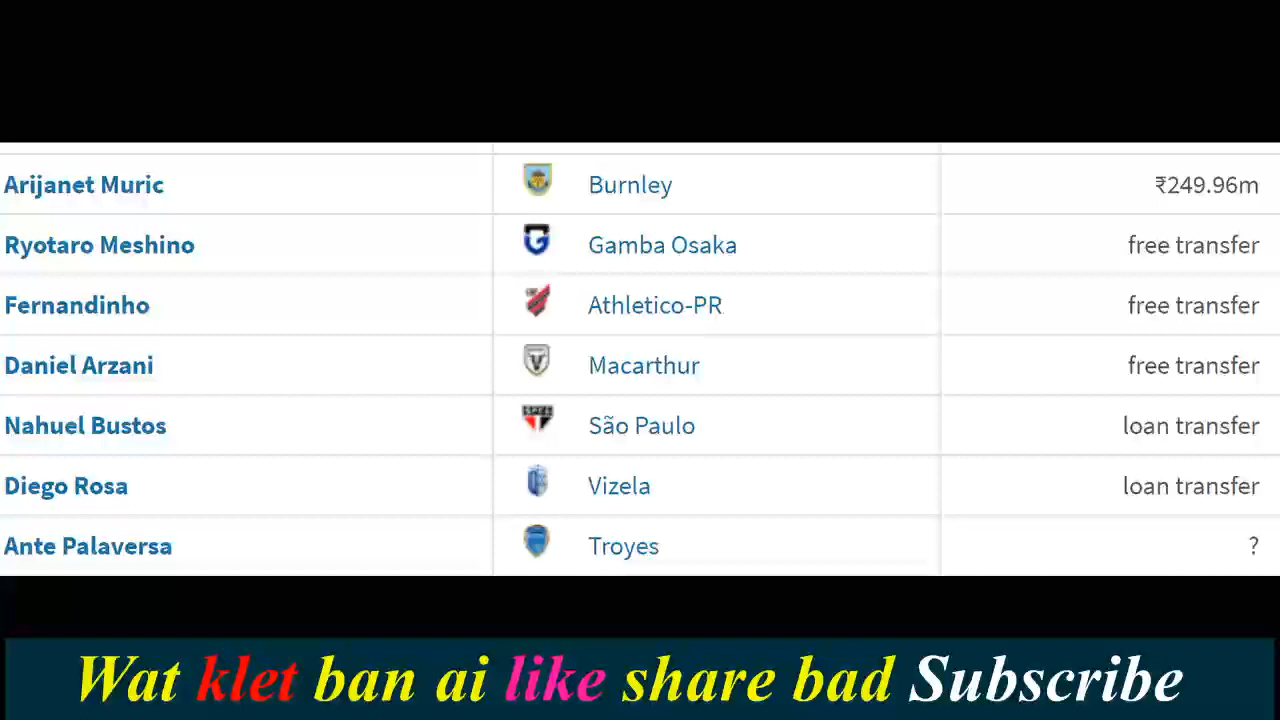 Arijanet Muric Burnley ₹249.96m
Ryotaro Meshino Gamba Osaka free transfer
Fernandinho Athletico-PR free transfer
Daniel Arzani Macarthur free transfer
Nahuel Bustos São Paulo loan transfer
Diego Rosa Vizela loan transfer
Ante Palaversa Troyes ?
Wat klet ban ai like share bad Subscribe